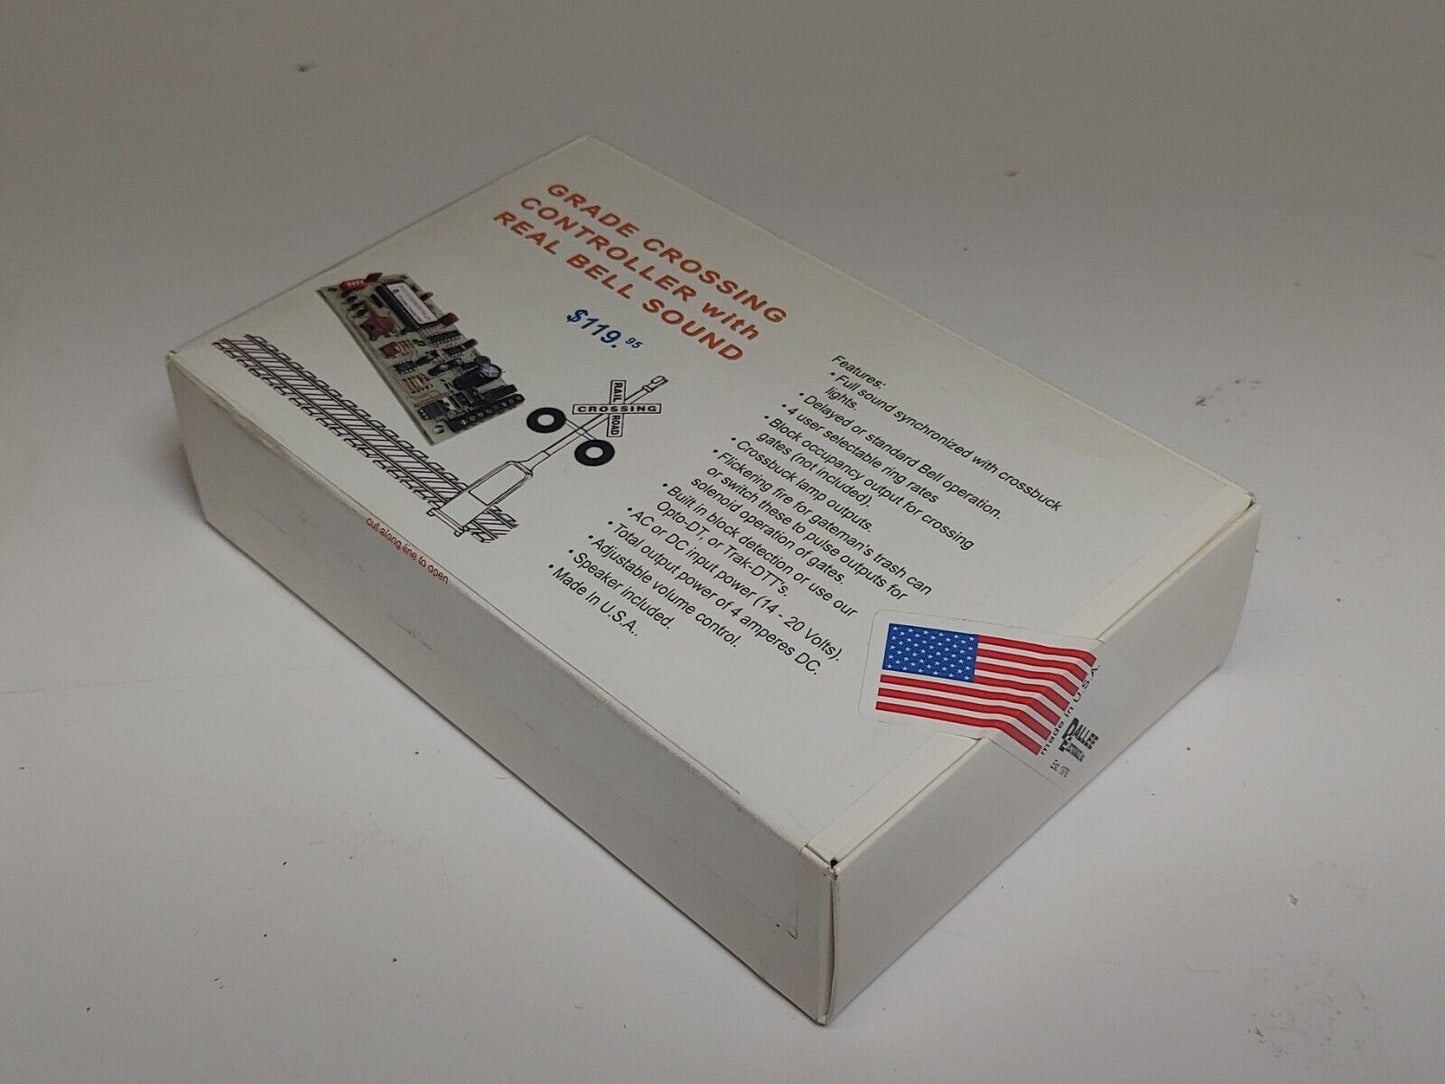 GRADE CROSSING
CONTROLLER with
REAL BELL SOUND
$119.95
RAIL
CROSSING
ROAD
Features:
• Full sound synchronized with crossbuck
lights.
• Delayed or standard Bell operation.
• 4 user selectable ring rates
• Block occupancy output for crossing
gates (not included).
• Crossbuck lamp outputs.
• Flickering fire for gateman's trash can
or switch these to pulse outputs for
solenoid operation of gates.
• Built in block detection or use our
Opto-DT, or Trak-DTT's.
• AC or DC input power (14 - 20 Volts).
• Total output power of 4 amperes DC.
• Adjustable volume control.
• Speaker included.
• Made In U.S.A..
cut along line to open
made in U S A
DALLEE